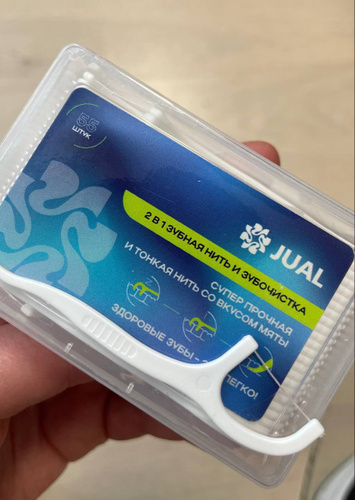 55
ШТУК
JUAL
2 В 1 ЗУБНАЯ НИТЬ И ЗУБОЧИСТКА
СУПЕР ПРОЧНАЯ
И ТОНКАЯ НИТЬ СО ВКУСОМ МЯТЫ
ЗДОРОВЫЕ ЗУБЫ -
ЛЕГКО!